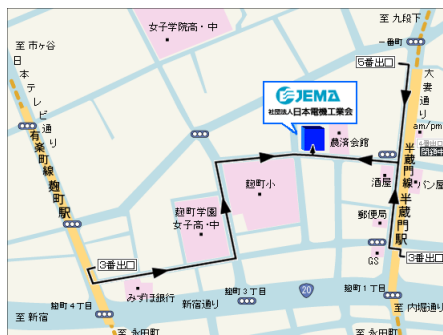 至 九段下
女子学院高・中
一番町
至 市ヶ谷
5番出口
日本テレビ通り
大妻通り
JEMA
社団法人日本電機工業会
am/pm
農済会館
有楽町線 麹町駅
半蔵門線 半蔵門駅
酒屋
パン屋
麹町小
麹町学園
女子高・中
郵便局
3番出口
3番出口
GS
みずほ銀行
麹町3丁目
20
麹町1丁目
麹町4丁目
新宿通り
至 新宿
至 内堀通り
至 永田町
至 永田町